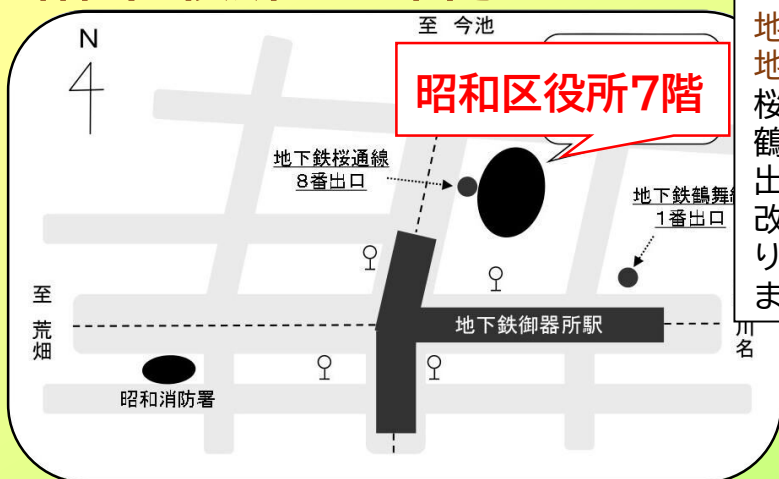 至 今池
N
昭和区役所7階
地下鉄桜通線
8番出口
地下鉄鶴舞
1番出口
至 荒畑
地下鉄御器所駅
川名
昭和消防署
地
地
桜
鶴
出
改
り
ま